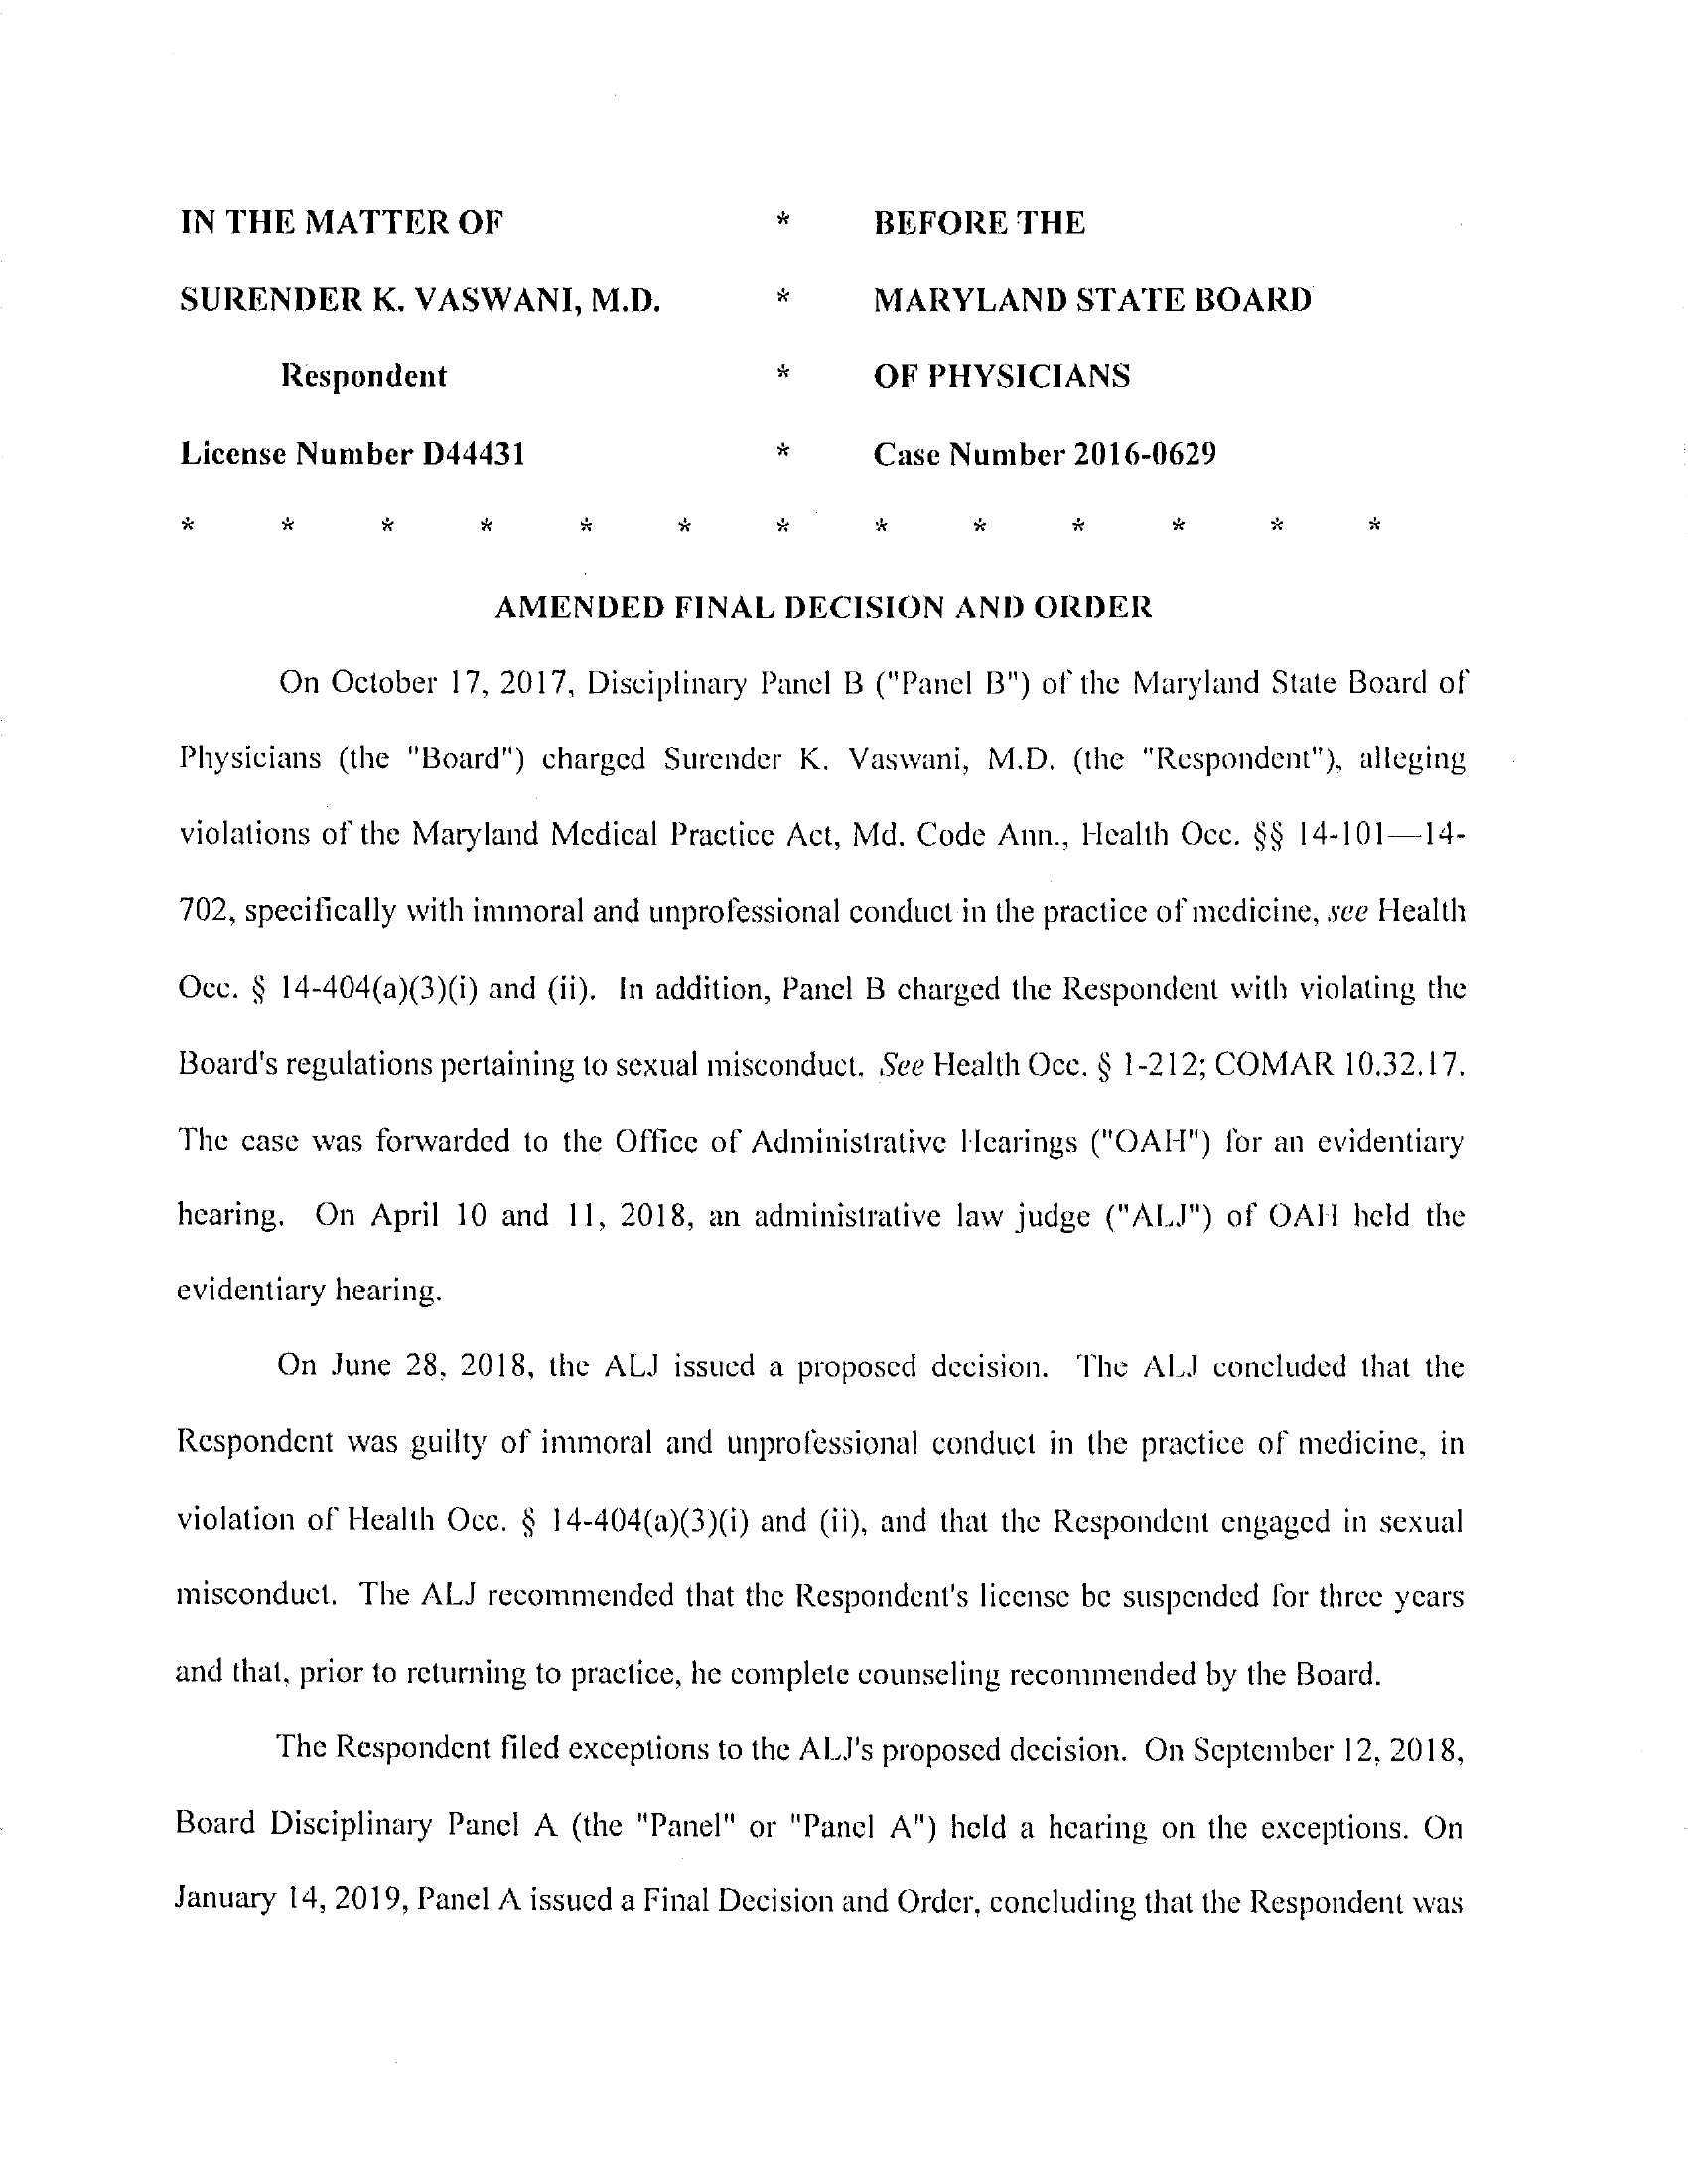 IN THE MATTER OF * BEFORE THE
SURENDER K. VASWANI, M.D. * MARYLAND STATE BOARD
Respondent * OF PHYSICIANS
License Number D44431 * Case Number 2016-0629
* * * * * * * * * * * * *
AMENDED FINAL DECISION AND ORDER
On October 17, 2017, Disciplinary Panel B ("Panel B") of the Maryland State Board of
Physicians (the "Board") charged Surender K. Vaswani, M.D. (the "Respondent"), alleging
violations of the Maryland Medical Practice Act, Md. Code Ann., Health Occ. §§ 14-101—14-
702, specifically with immoral and unprofessional conduct in the practice of medicine, see Health
Occ. § 14-404(a)(3)(i) and (ii). In addition, Panel B charged the Respondent with violating the
Board's regulations pertaining to sexual misconduct. See Health Occ. § 1-212; COMAR 10.32.17.
The case was forwarded to the Office of Administrative Hearings ("OAH") for an evidentiary
hearing. On April 10 and 11, 2018, an administrative law judge ("ALJ") of OAH held the
evidentiary hearing.
On June 28, 2018, the ALJ issued a proposed decision. The ALJ concluded that the
Respondent was guilty of immoral and unprofessional conduct in the practice of medicine, in
violation of Health Occ. § 14-404(a)(3)(i) and (ii), and that the Respondent engaged in sexual
misconduct. The ALJ recommended that the Respondent's license be suspended for three years
and that, prior to returning to practice, he complete counseling recommended by the Board.
The Respondent filed exceptions to the ALJ's proposed decision. On September 12, 2018,
Board Disciplinary Panel A (the "Panel" or "Panel A") held a hearing on the exceptions. On
January 14, 2019, Panel A issued a Final Decision and Order, concluding that the Respondent was